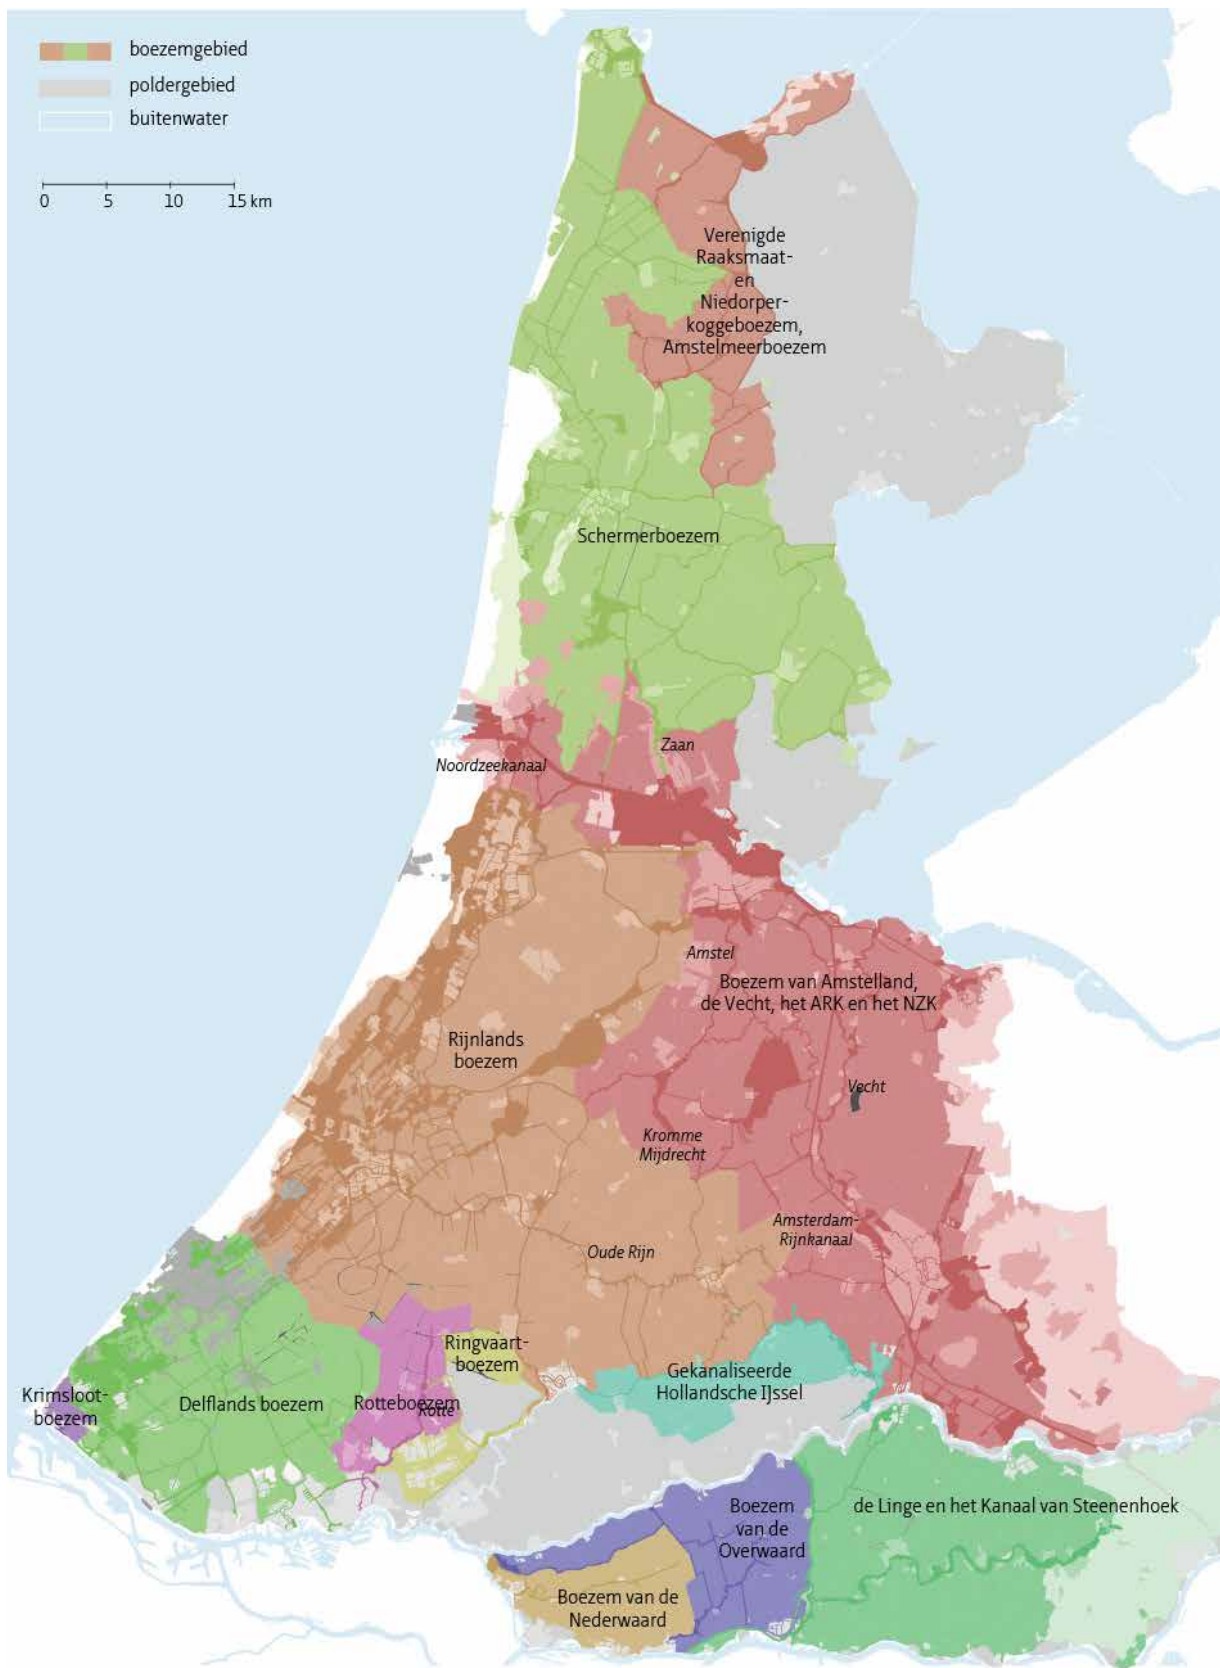 boezemgebied
poldergebied
buitenwater
0 5 10 15 km
Verenigde
Raaksmaat-
en
Niedorper-
koggeboezem,
Amstelmeerboezem
Schermerboezem
Zaan
Noordzeekanaal
Amstel
Boezem van Amstelland,
de Vecht, het ARK en het NZK
Rijnlands
boezem
Vecht
Kromme
Mijdrecht
Amsterdam-
Rijnkanaal
Oude Rijn
Ringvaart-
boezem
Gekanaliseerde
Hollandsche IJssel
Krimsloot-
boezem
Delflands boezem
Rotteboezem
Rotte
Boezem
van de
Overwaard
de Linge en het Kanaal van Steenenhoek
Boezem van de
Nederwaard